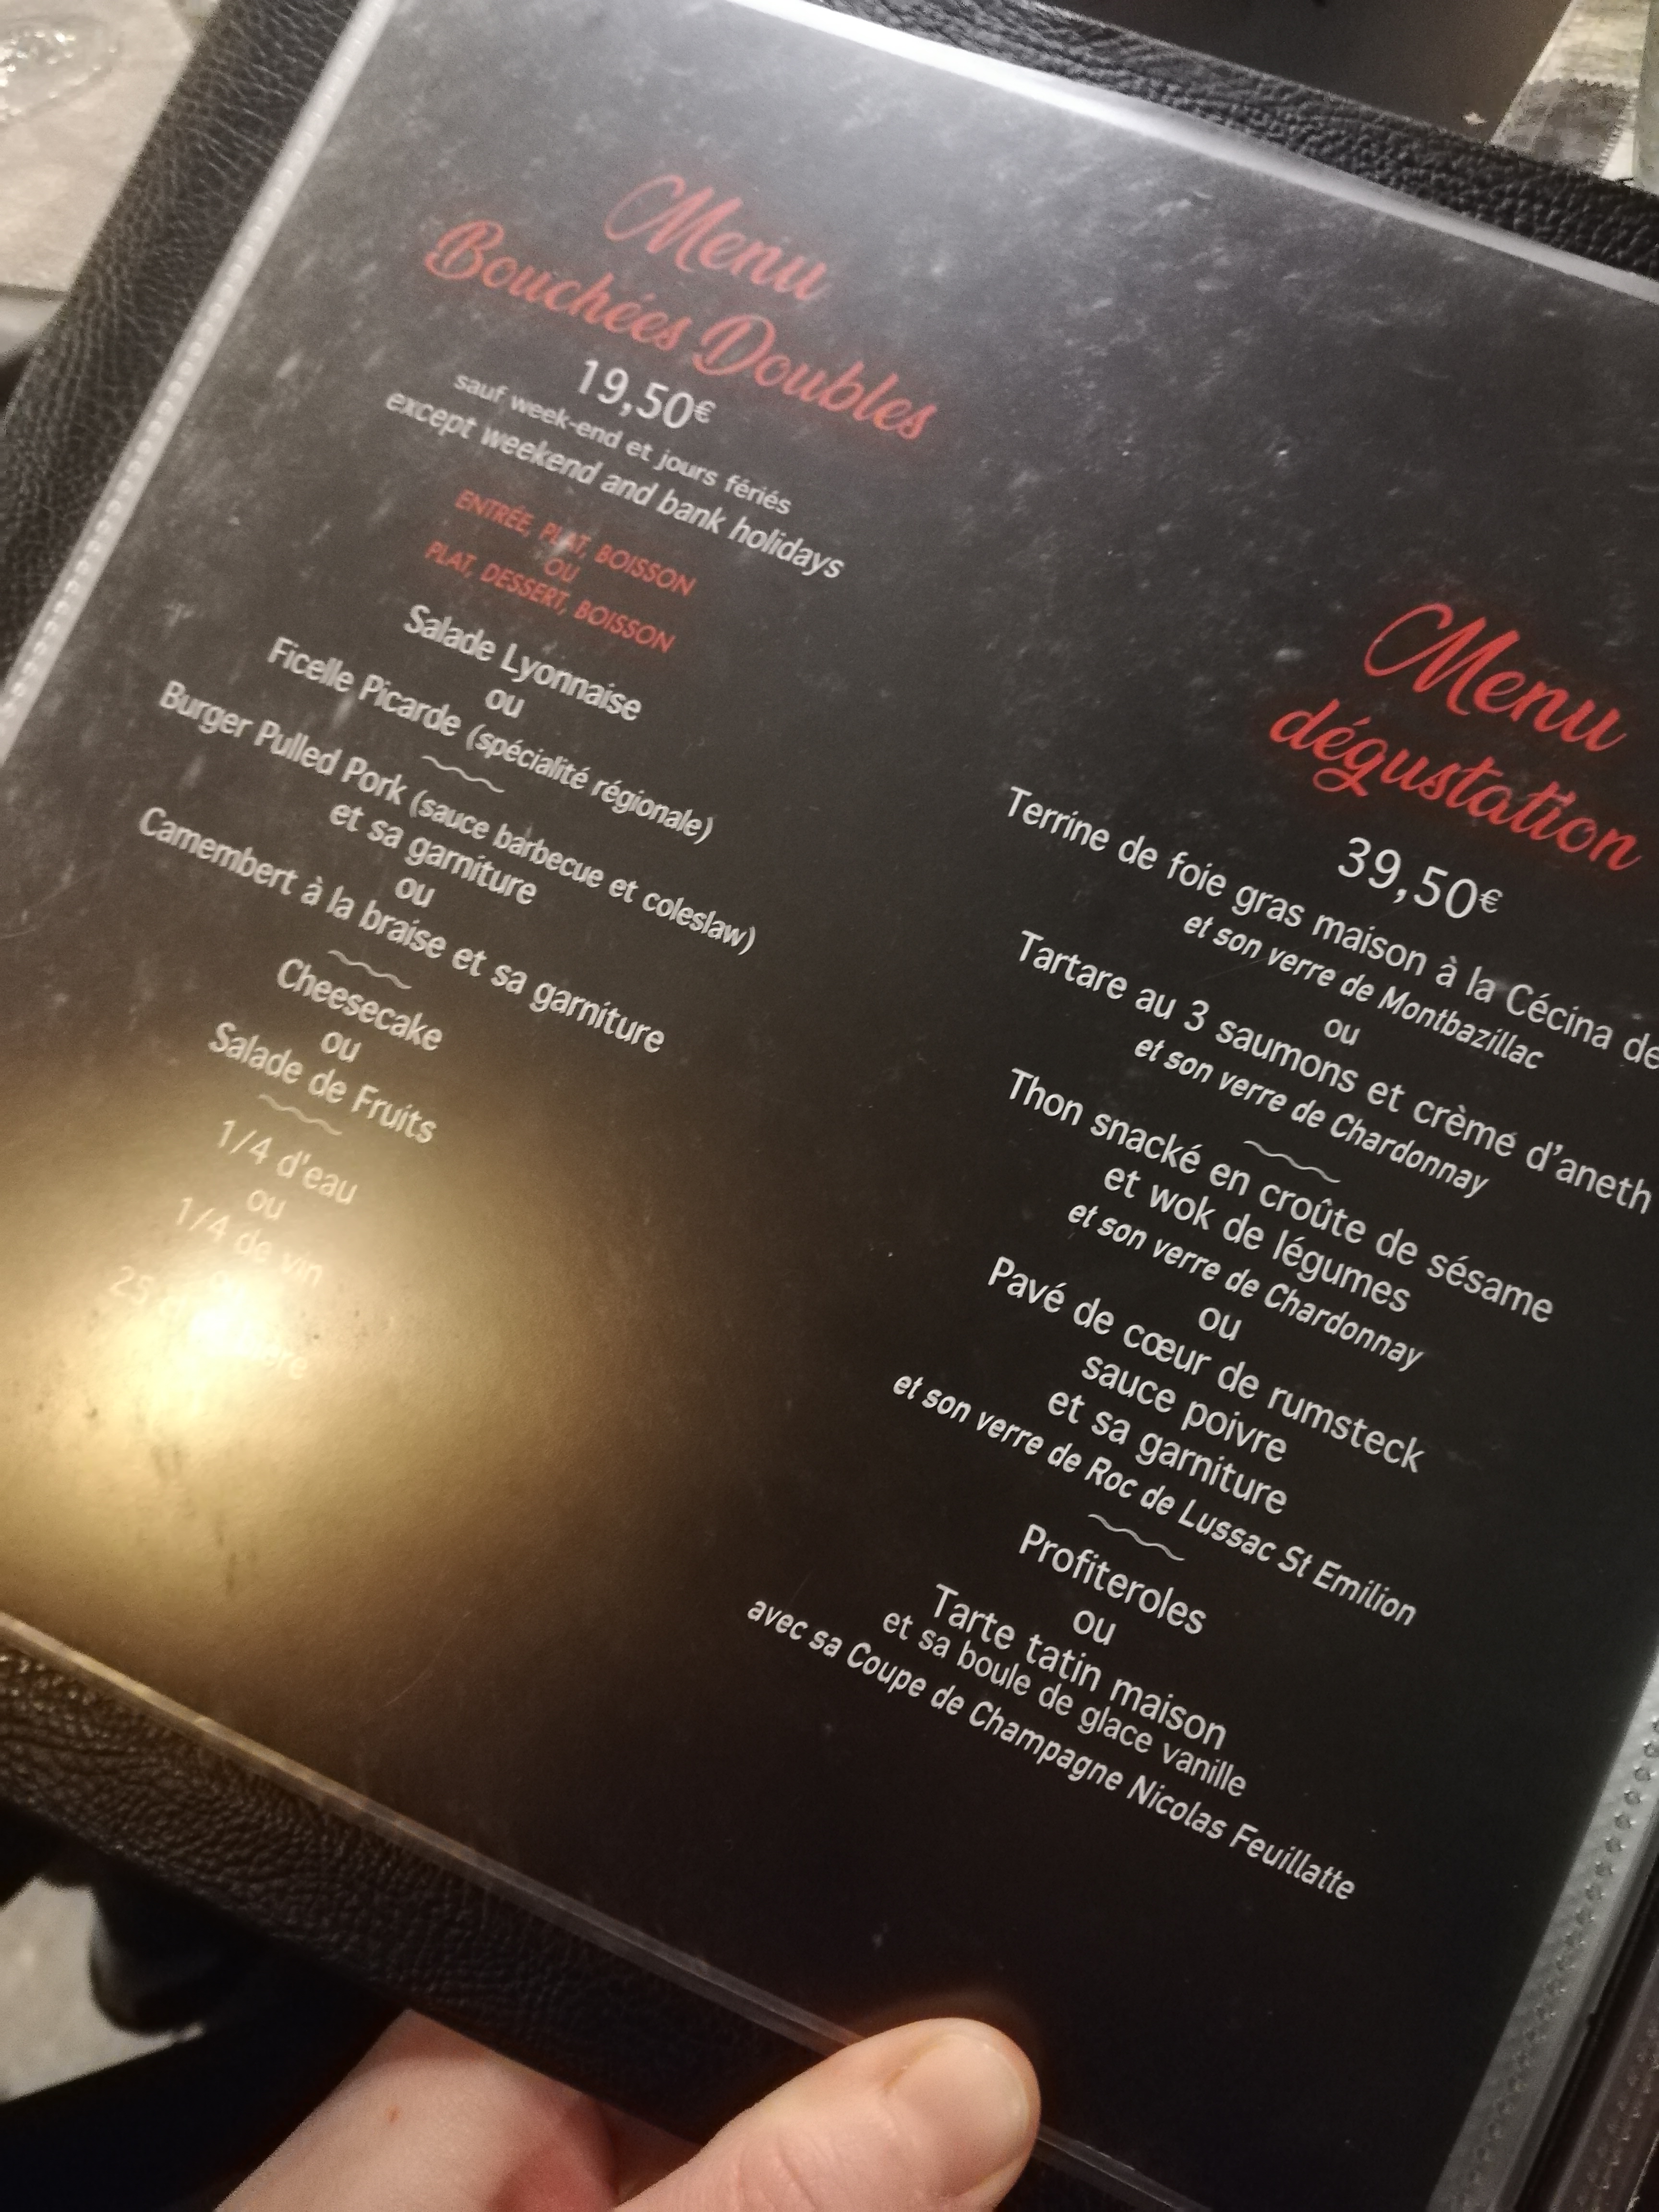 Menu
Bouchées Doubles
19,50€
sauf week-end et jours fériés
except weekend and bank holidays
ENTRÉE, PLAT, BOISSON
OU
PLAT, DESSERT, BOISSON
Salade Lyonnaise
ou
Ficelle Picarde (spécialité régionale)
Burger Pulled Pork (sauce barbecue et coleslaw)
et sa garniture
ou
Camembert à la braise et sa garniture
Cheesecake
ou
Salade de Fruits
1/4 d'eau
ou
1/4 de vin
25
Menu
dégustation
39,50€
Terrine de foie gras maison à la Cécina de
et son verre de Montbazillac
ou
Tartare au 3 saumons et crèmé d'aneth
et son verre de Chardonnay
Thon snacké en croûte de sésame
et wok de légumes
et son verre de Chardonnay
ou
Pavé de cœur de rumsteck
sauce poivre
et sa garniture
et son verre de Roc de Lussac St Emilion
Profiteroles
ou
Tarte tatin maison
et sa boule de glace vanille
avec sa Coupe de Champagne Nicolas Feuillatte